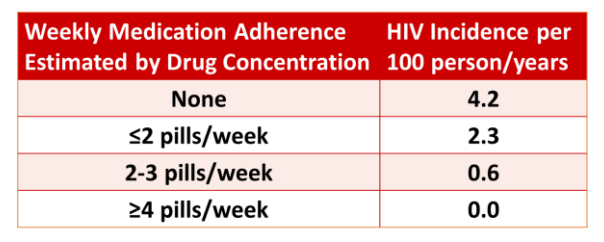 Weekly Medication Adherence HIV Incidence per
Estimated by Drug Concentration 100 person/years
None 4.2
≤2 pills/week 2.3
2-3 pills/week 0.6
≥4 pills/week 0.0